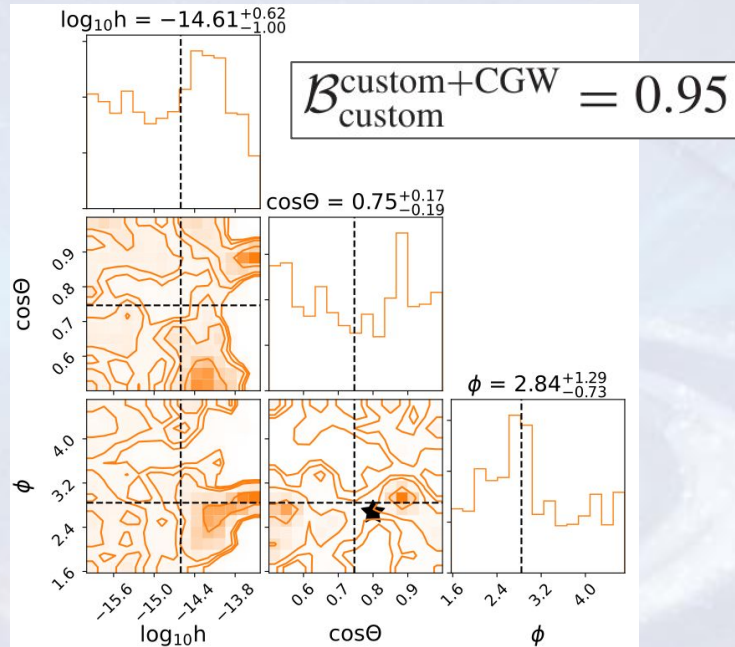 log₁₀h = −14.61^{+0.62}_{−1.00}
𝓑^{custom+CGW}_{custom} = 0.95
cosΘ = 0.75^{+0.17}_{−0.19}
cosΘ
0.9
0.8
0.7
0.6
ϕ = 2.84^{+1.29}_{−0.73}
ϕ
4.0
3.2
2.4
1.6
−15.6 −15.0 −14.4 −13.8
0.6 0.7 0.8 0.9
1.6 2.4 3.2 4.0
log₁₀h cosΘ ϕ